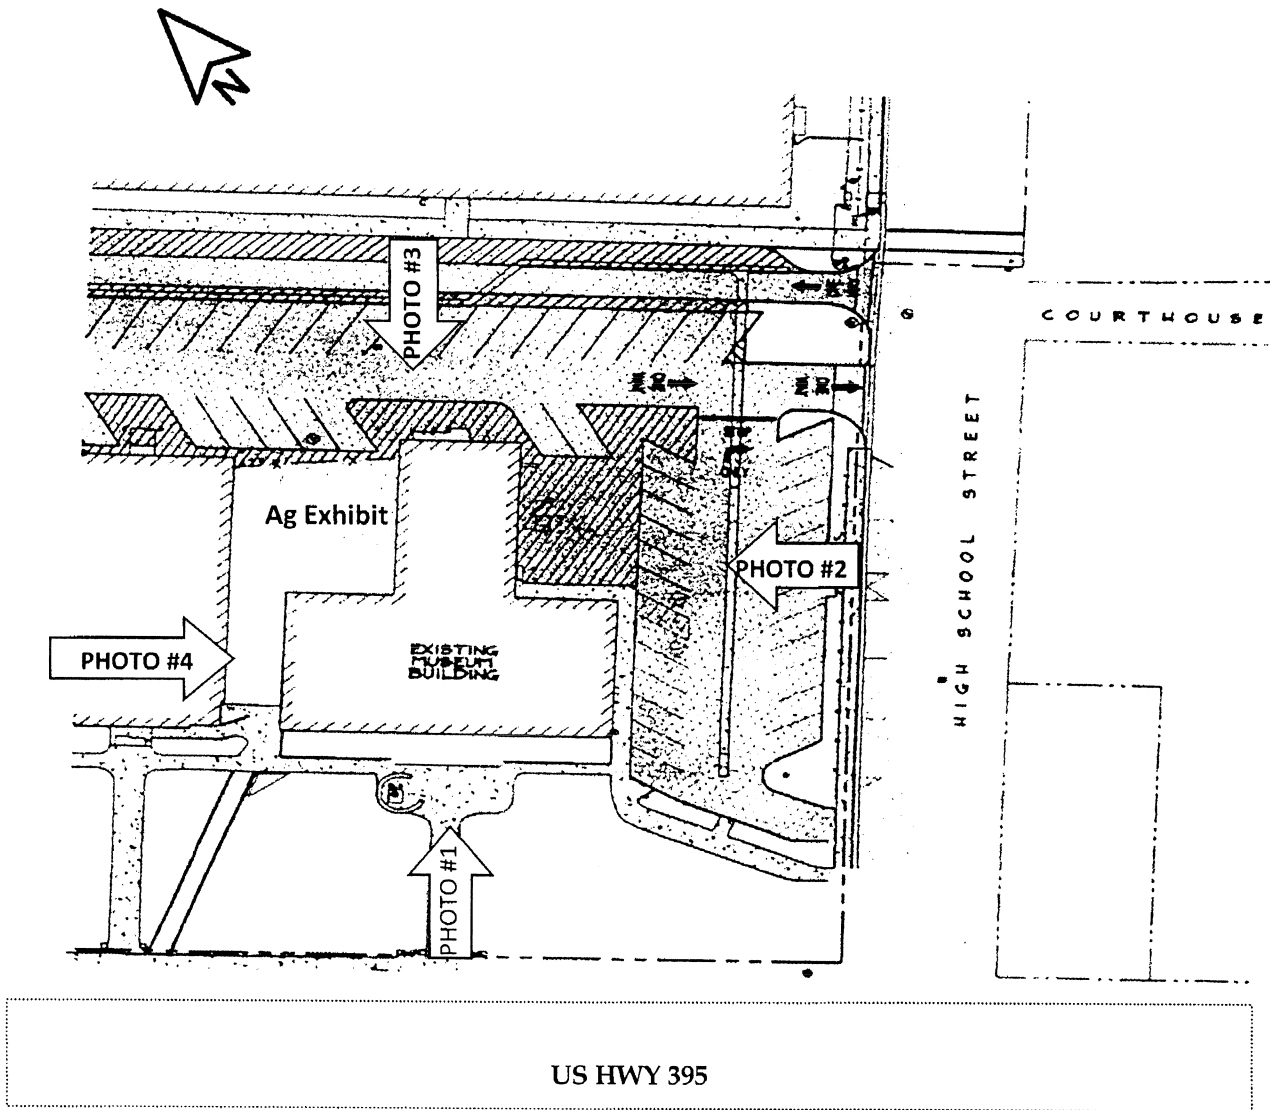 N
PHOTO #3
COURTHOUSE
Ag Exhibit
PHOTO #2
HIGH SCHOOL STREET
PHOTO #4
EXISTING
MUSEUM
BUILDING
PHOTO #1
US HWY 395